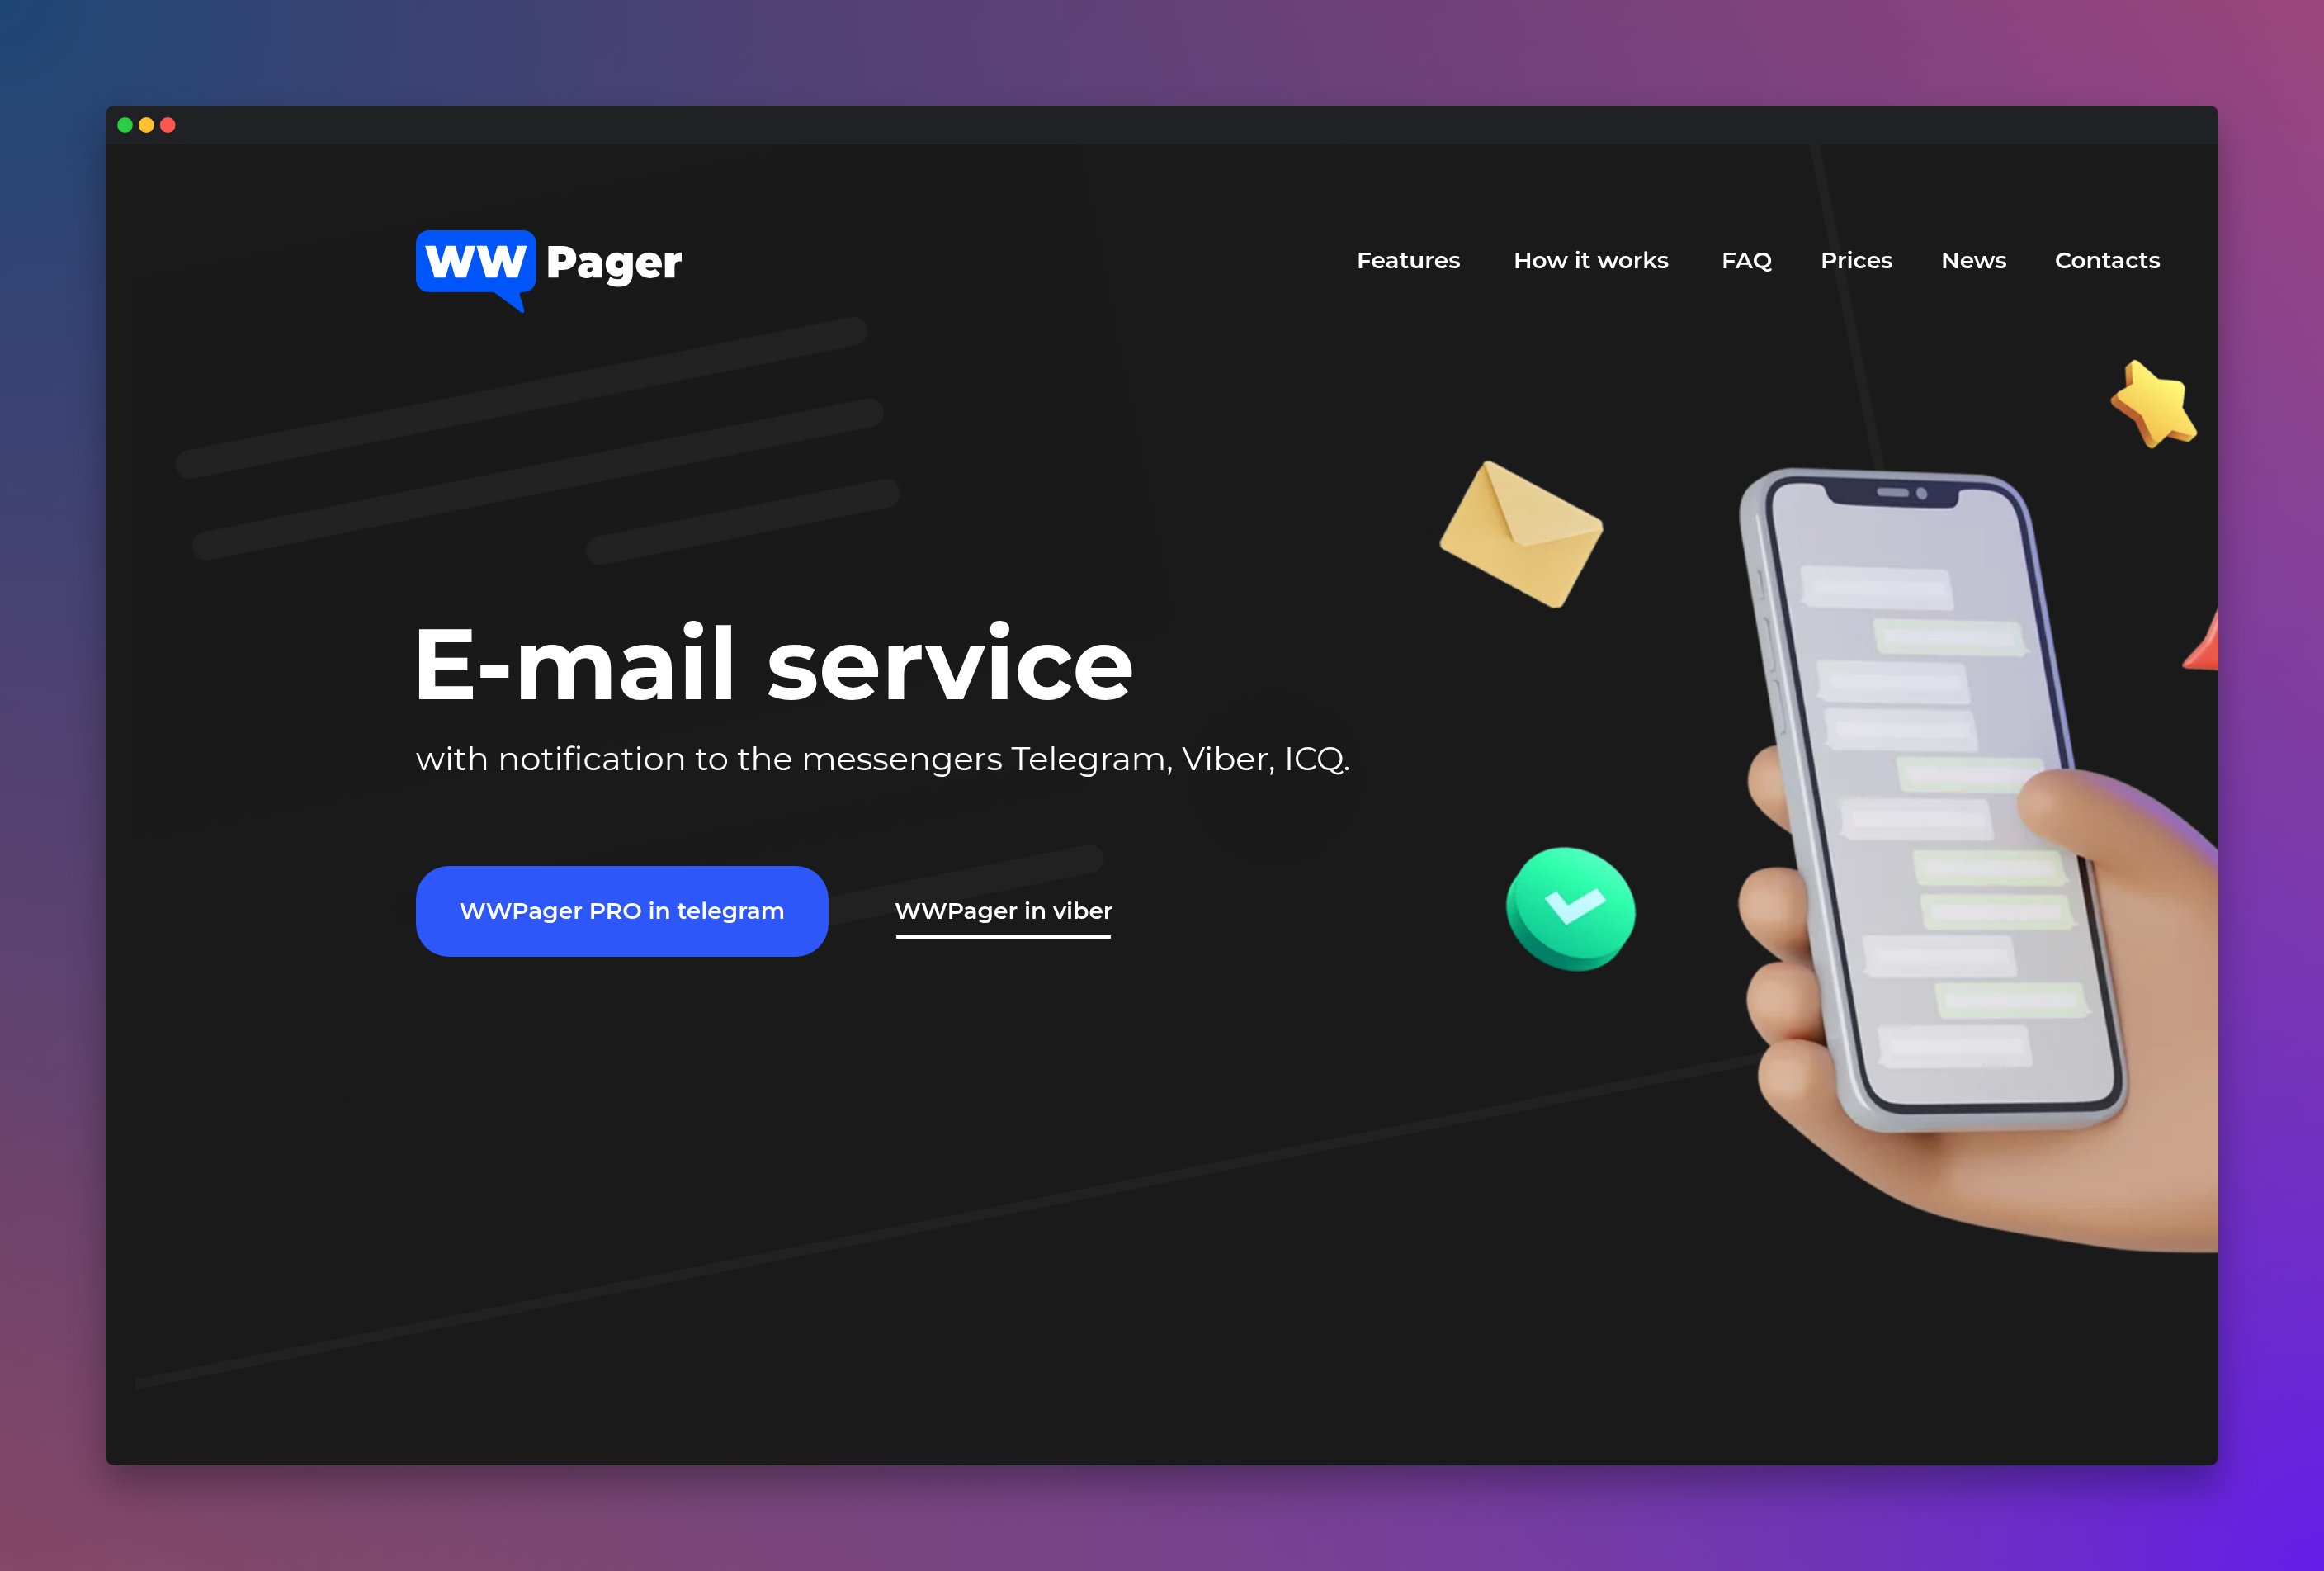 WW Pager
Features How it works FAQ Prices News Contacts
E-mail service
with notification to the messengers Telegram, Viber, ICQ.
WWPager PRO in telegram WWPager in viber